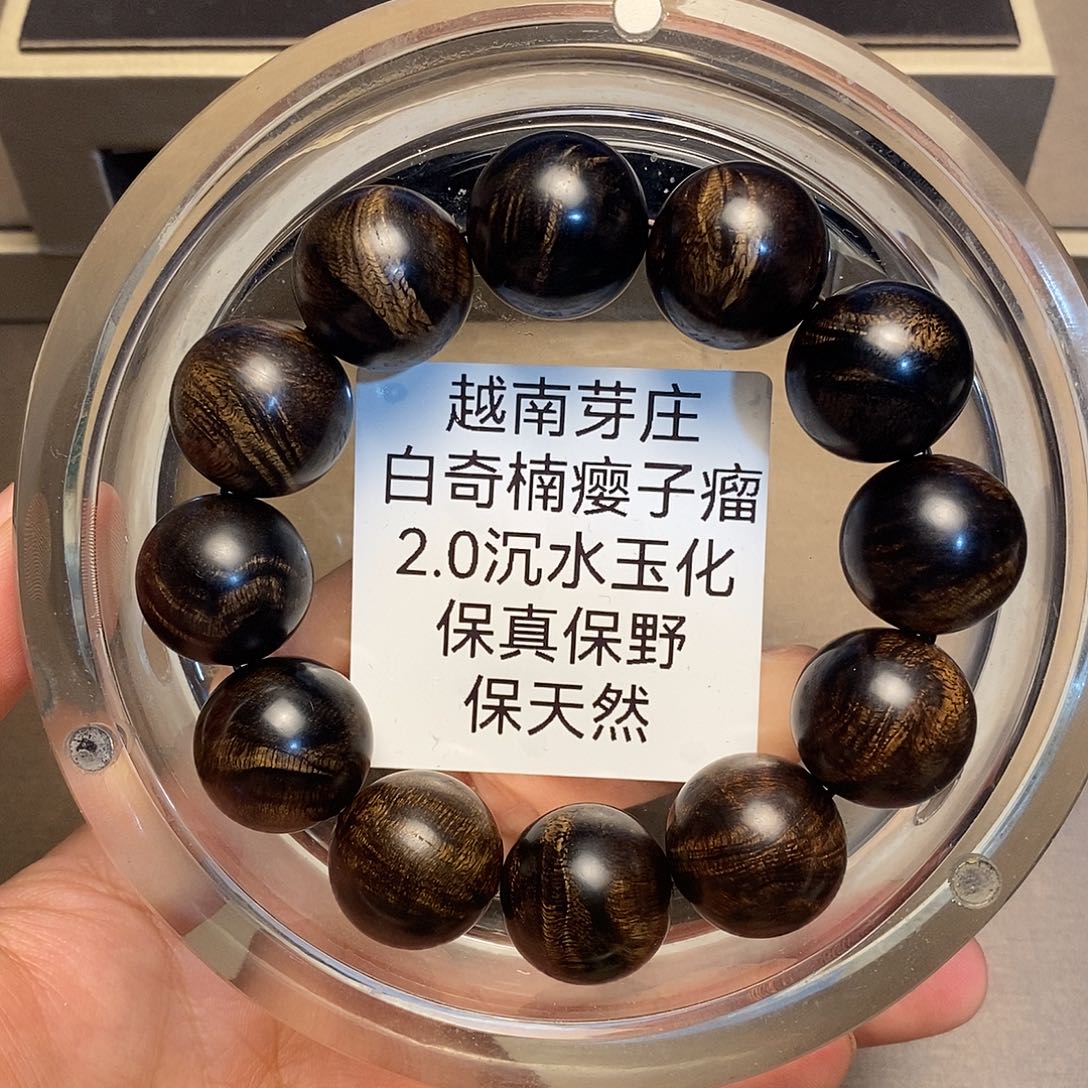 越南芽庄
白奇楠瘿子瘤
2.0沉水玉化
保真保野
保天然